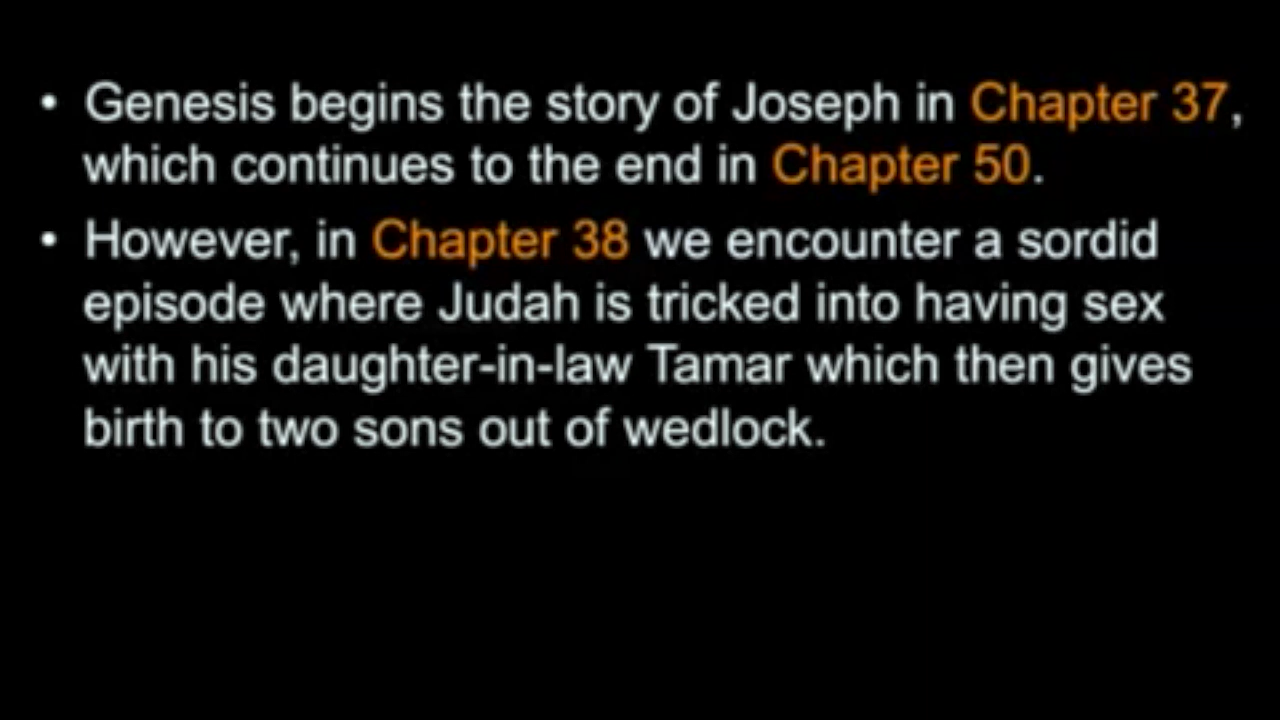 • Genesis begins the story of Joseph in Chapter 37,
which continues to the end in Chapter 50.
• However, in Chapter 38 we encounter a sordid
episode where Judah is tricked into having sex
with his daughter-in-law Tamar which then gives
birth to two sons out of wedlock.